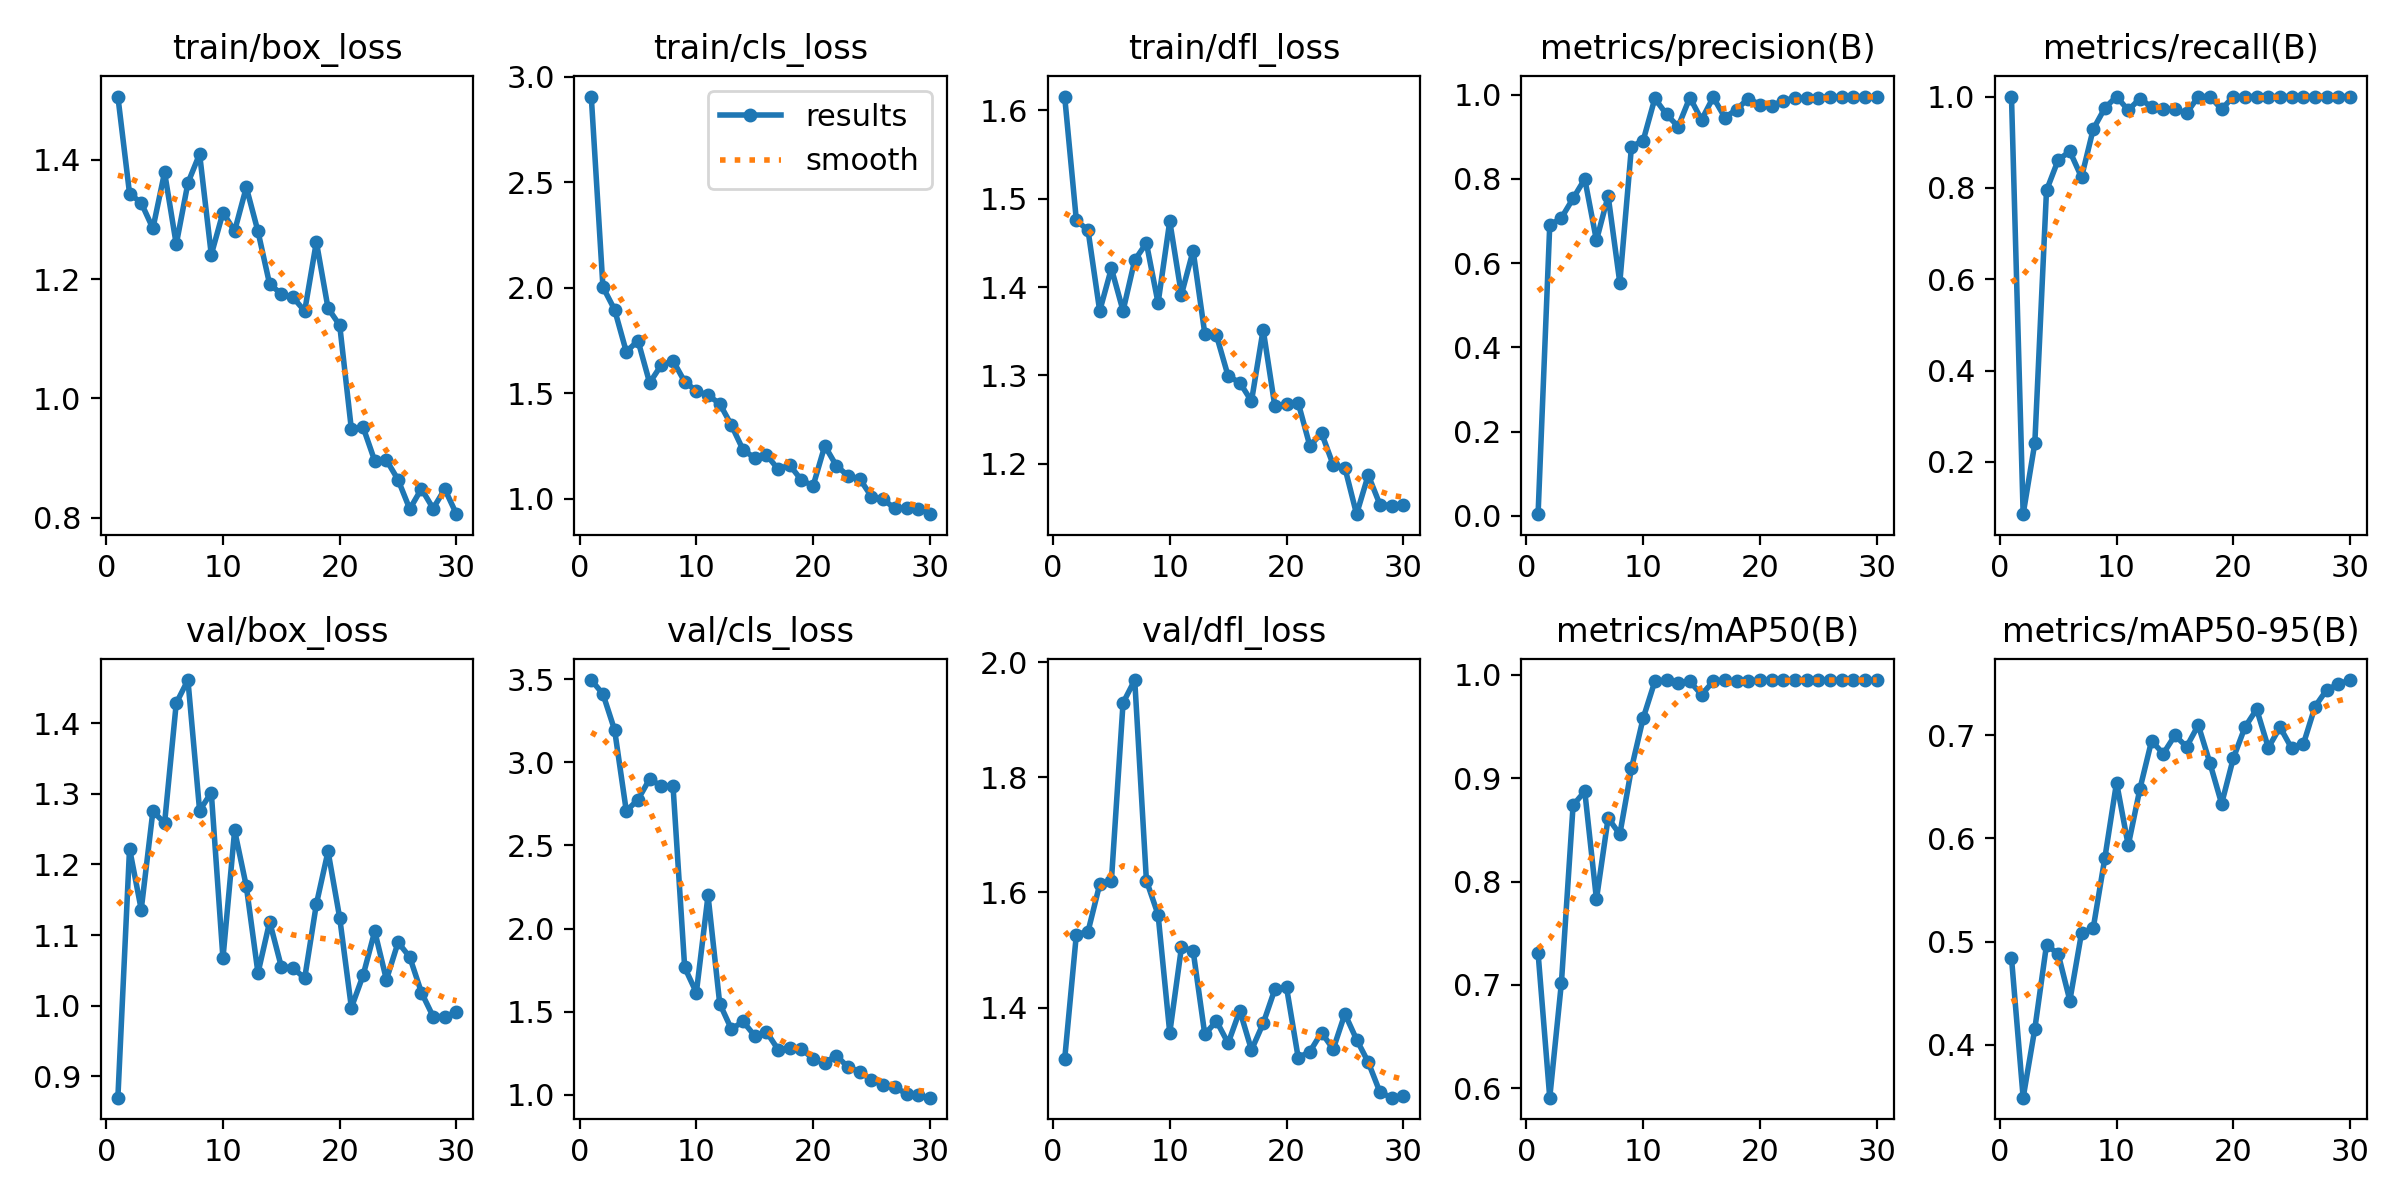 train/box_loss
train/cls_loss
train/dfl_loss
metrics/precision(B)
metrics/recall(B)
1.4
1.2
1.0
0.8
0 10 20 30
3.0
2.5
2.0
1.5
1.0
0 10 20 30
results
smooth
1.6
1.5
1.4
1.3
1.2
0 10 20 30
1.0
0.8
0.6
0.4
0.2
0.0
0 10 20 30
1.0
0.8
0.6
0.4
0.2
0 10 20 30
val/box_loss
val/cls_loss
val/dfl_loss
metrics/mAP50(B)
metrics/mAP50-95(B)
1.4
1.3
1.2
1.1
1.0
0.9
0 10 20 30
3.5
3.0
2.5
2.0
1.5
1.0
0 10 20 30
2.0
1.8
1.6
1.4
0 10 20 30
1.0
0.9
0.8
0.7
0.6
0 10 20 30
0.7
0.6
0.5
0.4
0 10 20 30